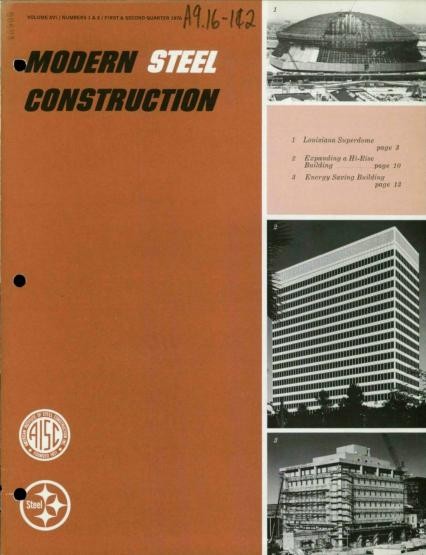 VOLUME XVI / NUMBERS 1 & 2 / FIRST & SECOND QUARTER 1976
A9.16-1&2
MODERN STEEL
CONSTRUCTION
1
1 Louisiana Superdome
page 3
2 Expanding a Hi-Rise
Building page 10
3 Energy Saving Building
page 12
2
3
AISC
Steel